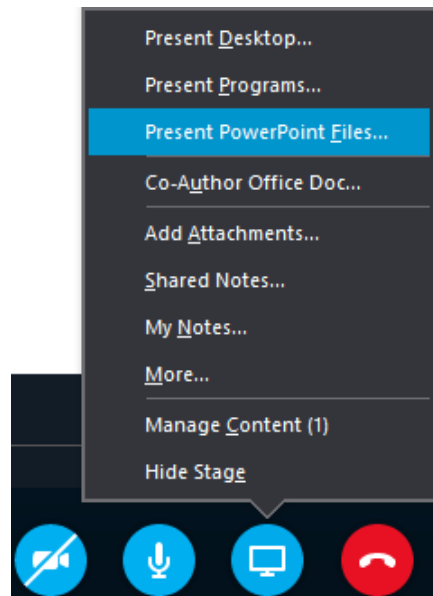 Present Desktop...
Present Programs...
Present PowerPoint Files...
Co-Author Office Doc...
Add Attachments...
Shared Notes...
My Notes...
More...
Manage Content (1)
Hide Stage